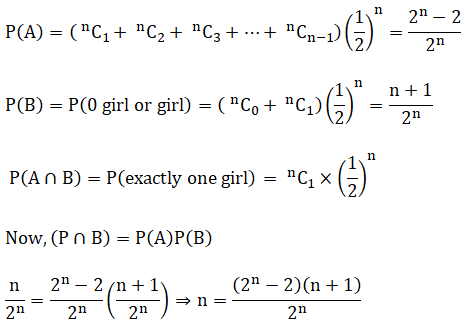 P(A) = ( ⁿC₁ + ⁿC₂ + ⁿC₃ + ⋯ + ⁿCₙ₋₁)(1/2)ⁿ = (2ⁿ − 2)/2ⁿ
P(B) = P(0 girl or girl) = ( ⁿC₀ + ⁿC₁)(1/2)ⁿ = (n + 1)/2ⁿ
P(A ∩ B) = P(exactly one girl) = ⁿC₁ × (1/2)ⁿ
Now, (P ∩ B) = P(A)P(B)
n/2ⁿ = (2ⁿ − 2)/2ⁿ ((n + 1)/2ⁿ) ⇒ n = (2ⁿ − 2)(n + 1)/2ⁿ